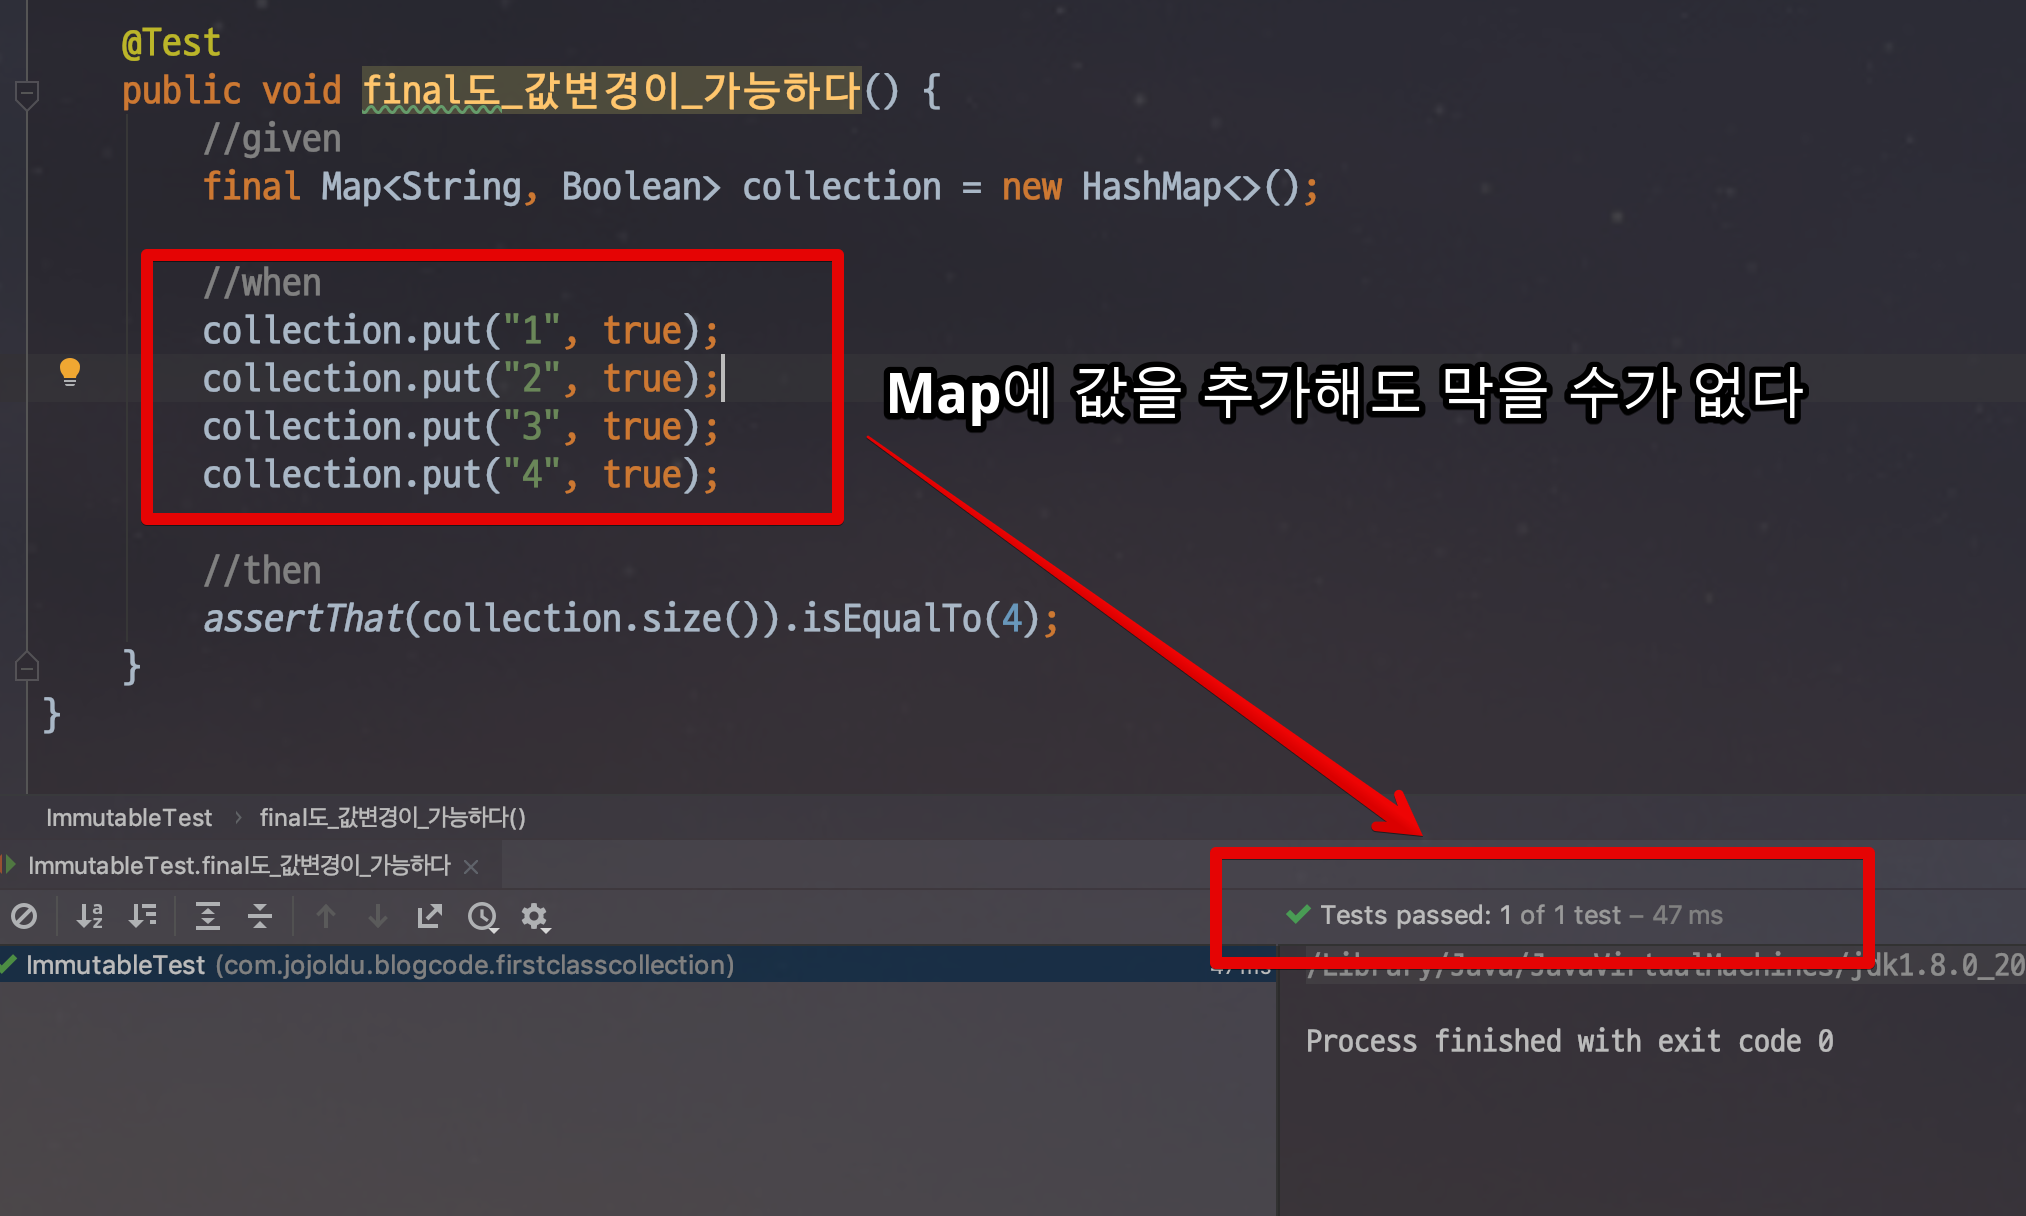 @Test
public void final도_값변경이_가능하다() {
//given
final Map<String, Boolean> collection = new HashMap<>();
//when
collection.put("1", true);
collection.put("2", true);
collection.put("3", true);
collection.put("4", true);
Map에 값을 추가해도 막을 수가 없다
//then
assertThat(collection.size()).isEqualTo(4);
}
}
ImmutableTest › final도_값변경이_가능하다()
ImmutableTest.final도_값변경이_가능하다 ×
Tests passed: 1 of 1 test – 47 ms
ImmutableTest (com.jojoldu.blogcode.firstclasscollection) 47 ms
/Library/Java/JavaVirtualMachines/jdk1.8.0_20
Process finished with exit code 0